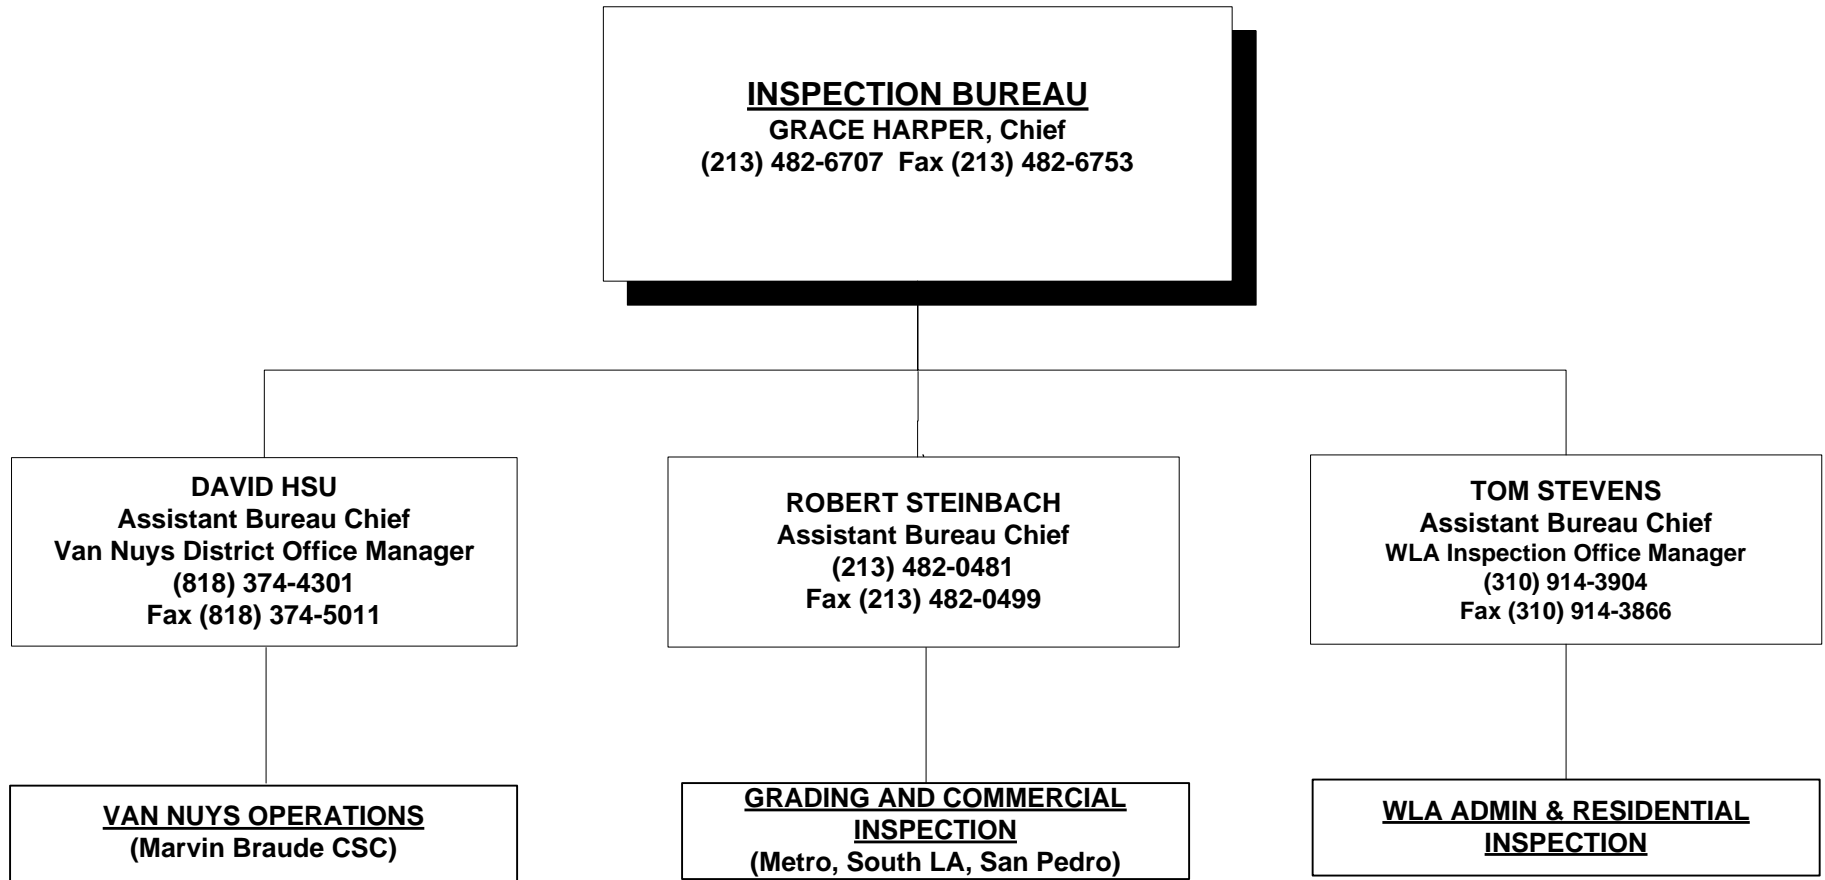 INSPECTION BUREAU
GRACE HARPER, Chief
(213) 482-6707  Fax (213) 482-6753
DAVID HSU
Assistant Bureau Chief
Van Nuys District Office Manager
(818) 374-4301
Fax (818) 374-5011
ROBERT STEINBACH
Assistant Bureau Chief
(213) 482-0481
Fax (213) 482-0499
TOM STEVENS
Assistant Bureau Chief
WLA Inspection Office Manager
(310) 914-3904
Fax (310) 914-3866
VAN NUYS OPERATIONS
(Marvin Braude CSC)
GRADING AND COMMERCIAL
INSPECTION
(Metro, South LA, San Pedro)
WLA ADMIN & RESIDENTIAL
INSPECTION